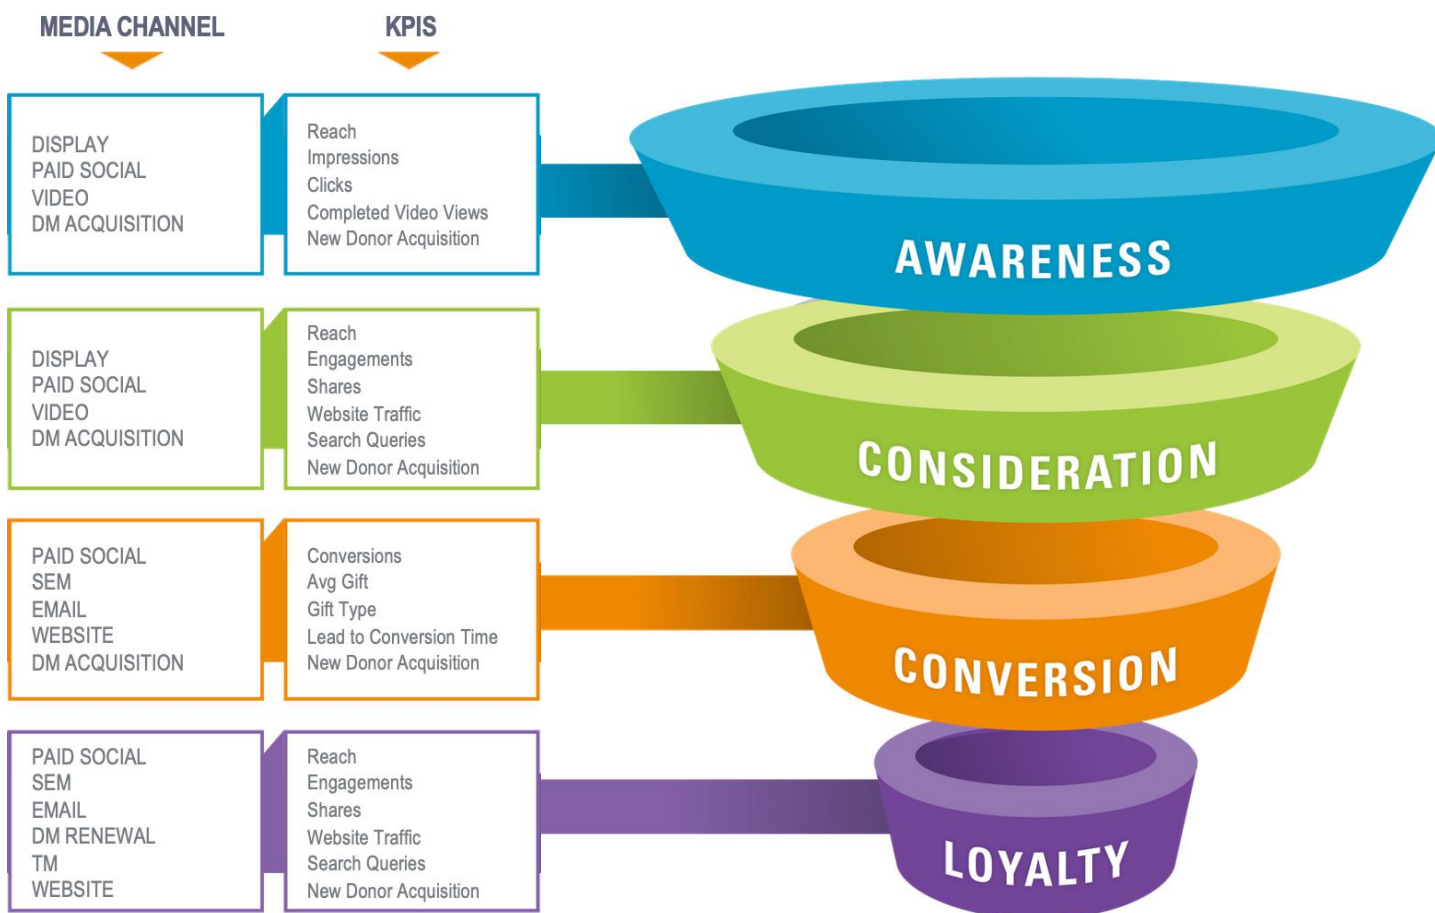 MEDIA CHANNEL
KPIS
DISPLAY
PAID SOCIAL
VIDEO
DM ACQUISITION
Reach
Impressions
Clicks
Completed Video Views
New Donor Acquisition
AWARENESS
DISPLAY
PAID SOCIAL
VIDEO
DM ACQUISITION
Reach
Engagements
Shares
Website Traffic
Search Queries
New Donor Acquisition
CONSIDERATION
PAID SOCIAL
SEM
EMAIL
WEBSITE
DM ACQUISITION
Conversions
Avg Gift
Gift Type
Lead to Conversion Time
New Donor Acquisition
CONVERSION
PAID SOCIAL
SEM
EMAIL
DM RENEWAL
TM
WEBSITE
Reach
Engagements
Shares
Website Traffic
Search Queries
New Donor Acquisition
LOYALTY